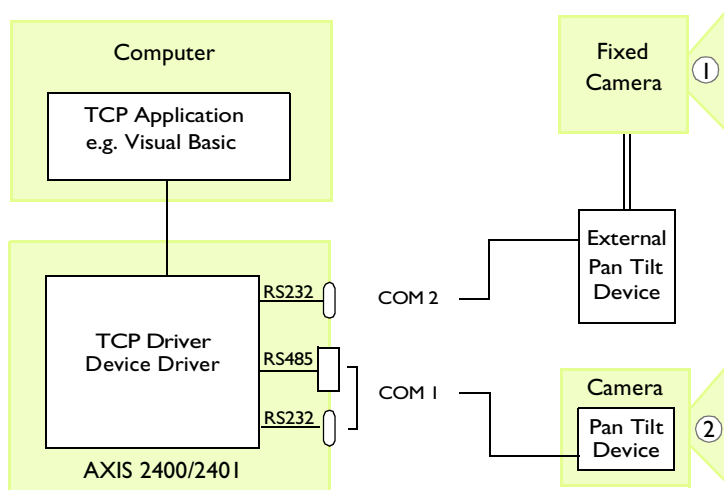 Computer
TCP Application
e.g. Visual Basic
Fixed
Camera
1
External
Pan Tilt
Device
RS232
COM 2
TCP Driver
Device Driver
RS485
COM 1
RS232
AXIS 2400/2401
Camera
Pan Tilt
Device
2